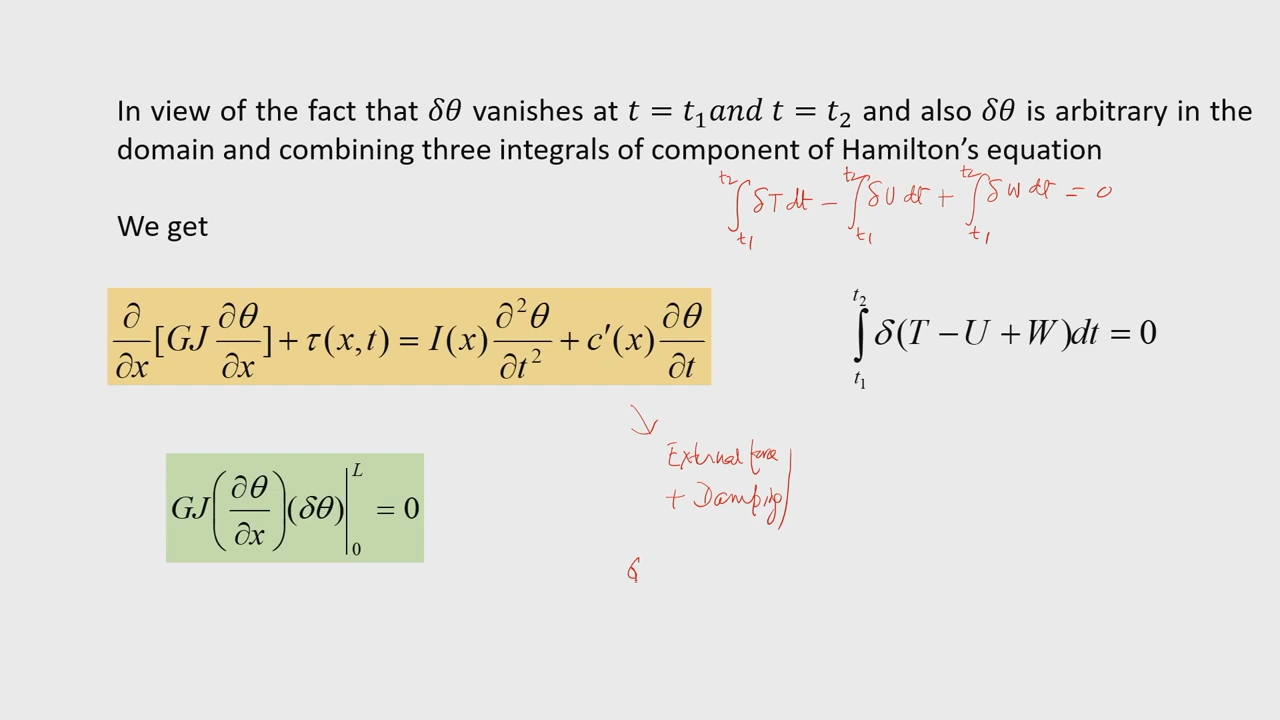 In view of the fact that δθ vanishes at t = t₁and t = t₂ and also δθ is arbitrary in the
domain and combining three integrals of component of Hamilton's equation
∫_{t₁}^{t₂} δT dt − ∫_{t₁}^{t₂} δU dt + ∫_{t₁}^{t₂} δW dt = 0
We get
∂/∂x [GJ ∂θ/∂x] + τ(x,t) = I(x) ∂²θ/∂t² + c′(x) ∂θ/∂t
∫_{t₁}^{t₂} δ(T − U + W)dt = 0
External force
+ Damping
GJ(∂θ/∂x)(δθ)|₀^L = 0